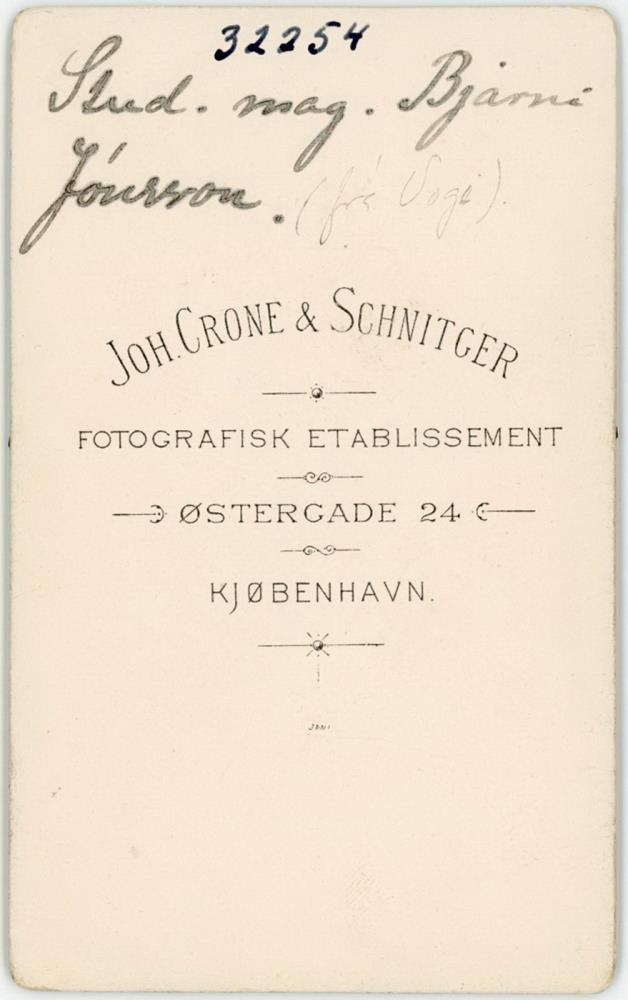 32254
Stud. mag. Bjarni
Jónsson. (frá Vogi).
JOH. CRONE & SCHNITGER
FOTOGRAFISK ETABLISSEMENT
ØSTERGADE 24
KJØBENHAVN.